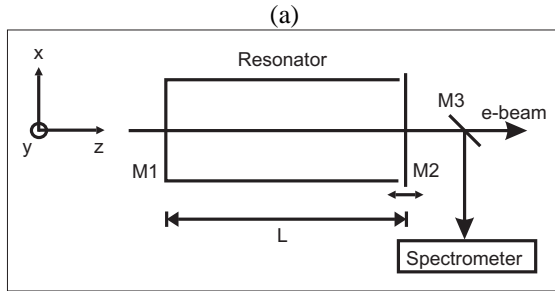 (a)
Resonator
x
M3
e-beam
y
z
M1
M2
L
Spectrometer